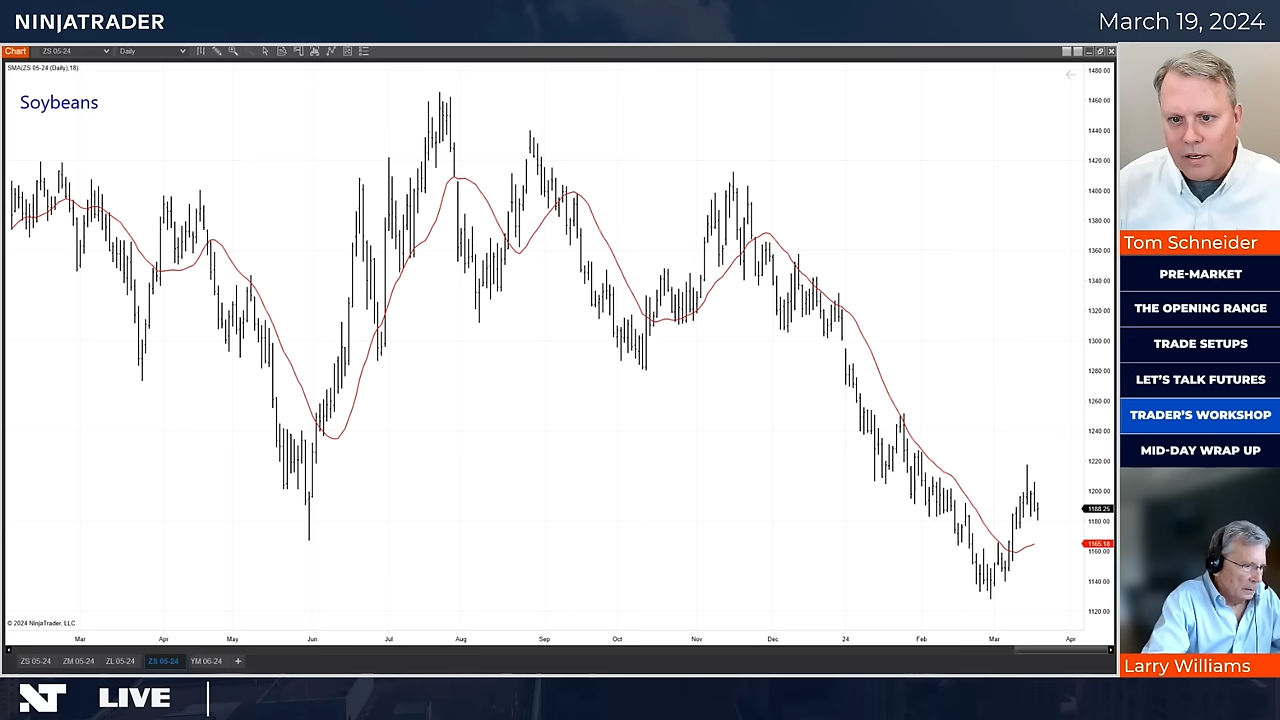 NINJATRADER
March 19, 2024
Chart
ZS 05-24
Daily
SMA(ZS 05-24 (Daily),18)
Soybeans
1480.00
1460.00
1440.00
1420.00
1400.00
1380.00
1360.00
1340.00
1320.00
1300.00
1280.00
1260.00
1240.00
1220.00
1200.00
1188.25
1180.00
1165.18
1160.00
1140.00
1120.00
© 2024 NinjaTrader, LLC
Mar Apr May Jun Jul Aug Sep Oct Nov Dec 24 Feb Mar Apr
ZS 05-24 ZM 05-24 ZL 05-24 ZS 05-24 YM 06-24 +
Tom Schneider
PRE-MARKET
THE OPENING RANGE
TRADE SETUPS
LET'S TALK FUTURES
TRADER'S WORKSHOP
MID-DAY WRAP UP
Larry Williams
NT LIVE